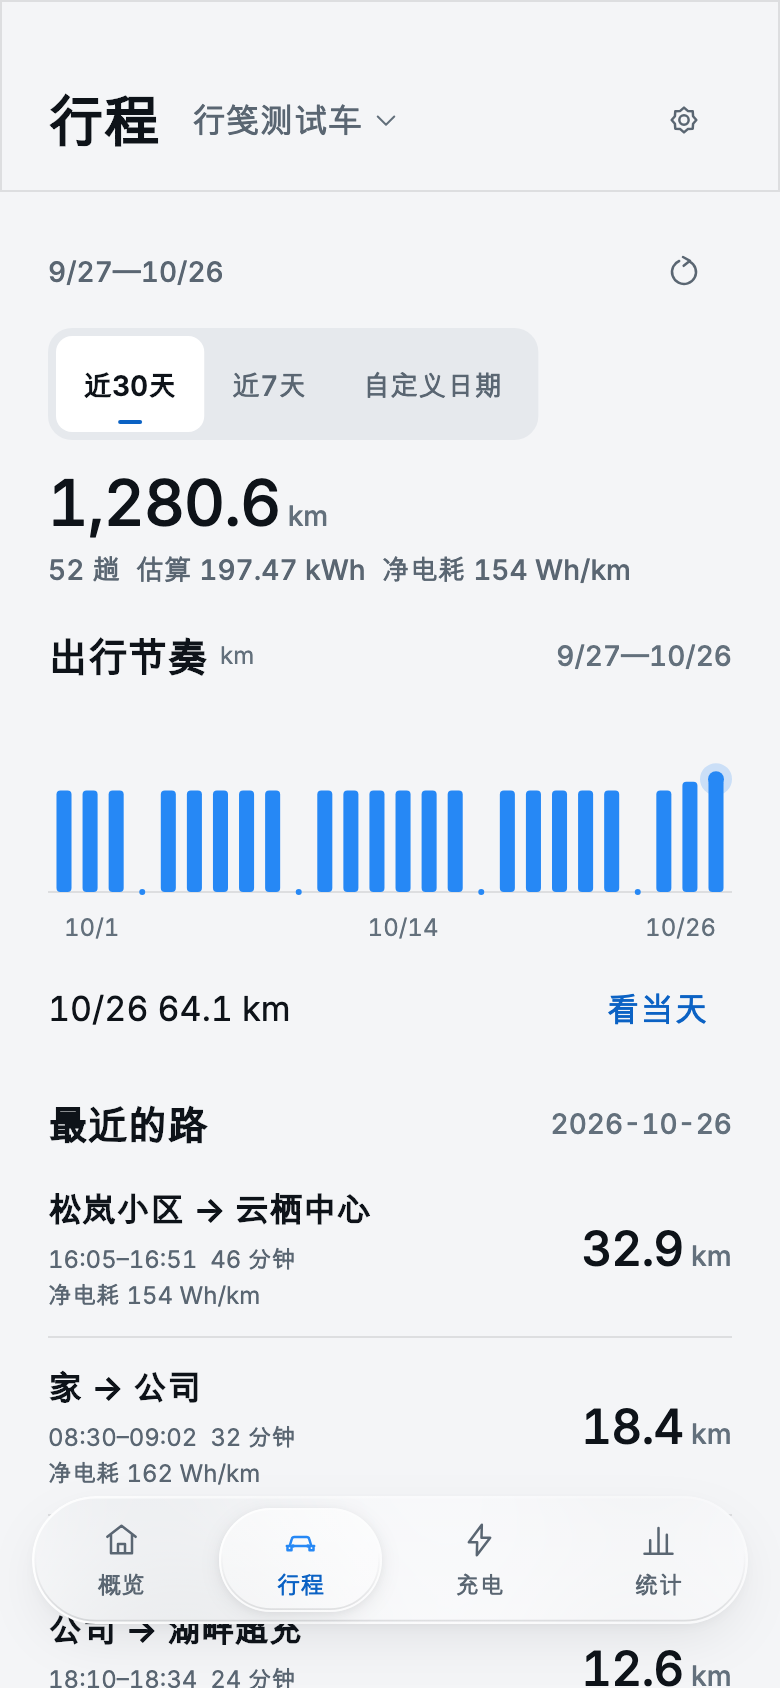 行程 行笺测试车
9/27—10/26
近30天 近7天 自定义日期
1,280.6 km
52 趟 估算 197.47 kWh 净电耗 154 Wh/km
出行节奏 km 9/27—10/26
10/1 10/14 10/26
10/26 64.1 km 看当天
最近的路 2026-10-26
松岚小区 → 云栖中心
16:05–16:51 46 分钟
32.9 km
净电耗 154 Wh/km
家 → 公司
08:30–09:02 32 分钟
18.4 km
净电耗 162 Wh/km
概览 行程 充电 统计
公司 → 湖畔超充
18:10–18:34 24 分钟
12.6 km